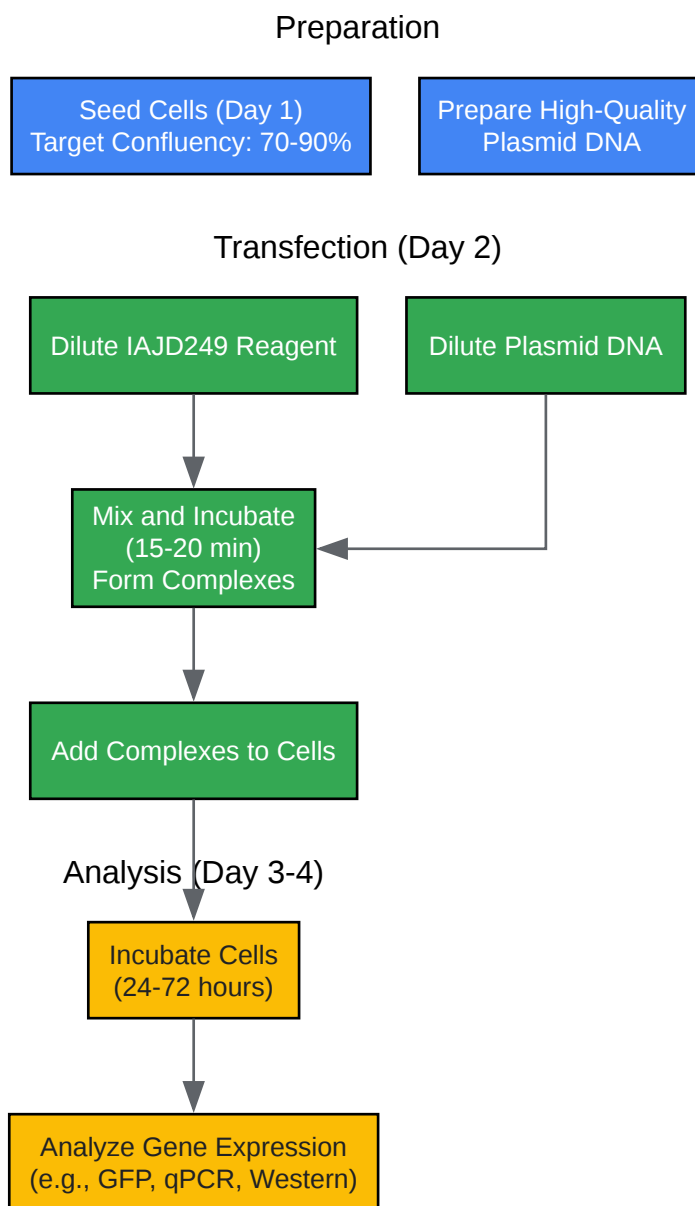 Preparation
Seed Cells (Day 1)
Target Confluency: 70-90%
Prepare High-Quality
Plasmid DNA
Transfection (Day 2)
Dilute IAJD249 Reagent
Dilute Plasmid DNA
Mix and Incubate
(15-20 min)
Form Complexes
Add Complexes to Cells
Analysis (Day 3-4)
Incubate Cells
(24-72 hours)
Analyze Gene Expression
(e.g., GFP, qPCR, Western)